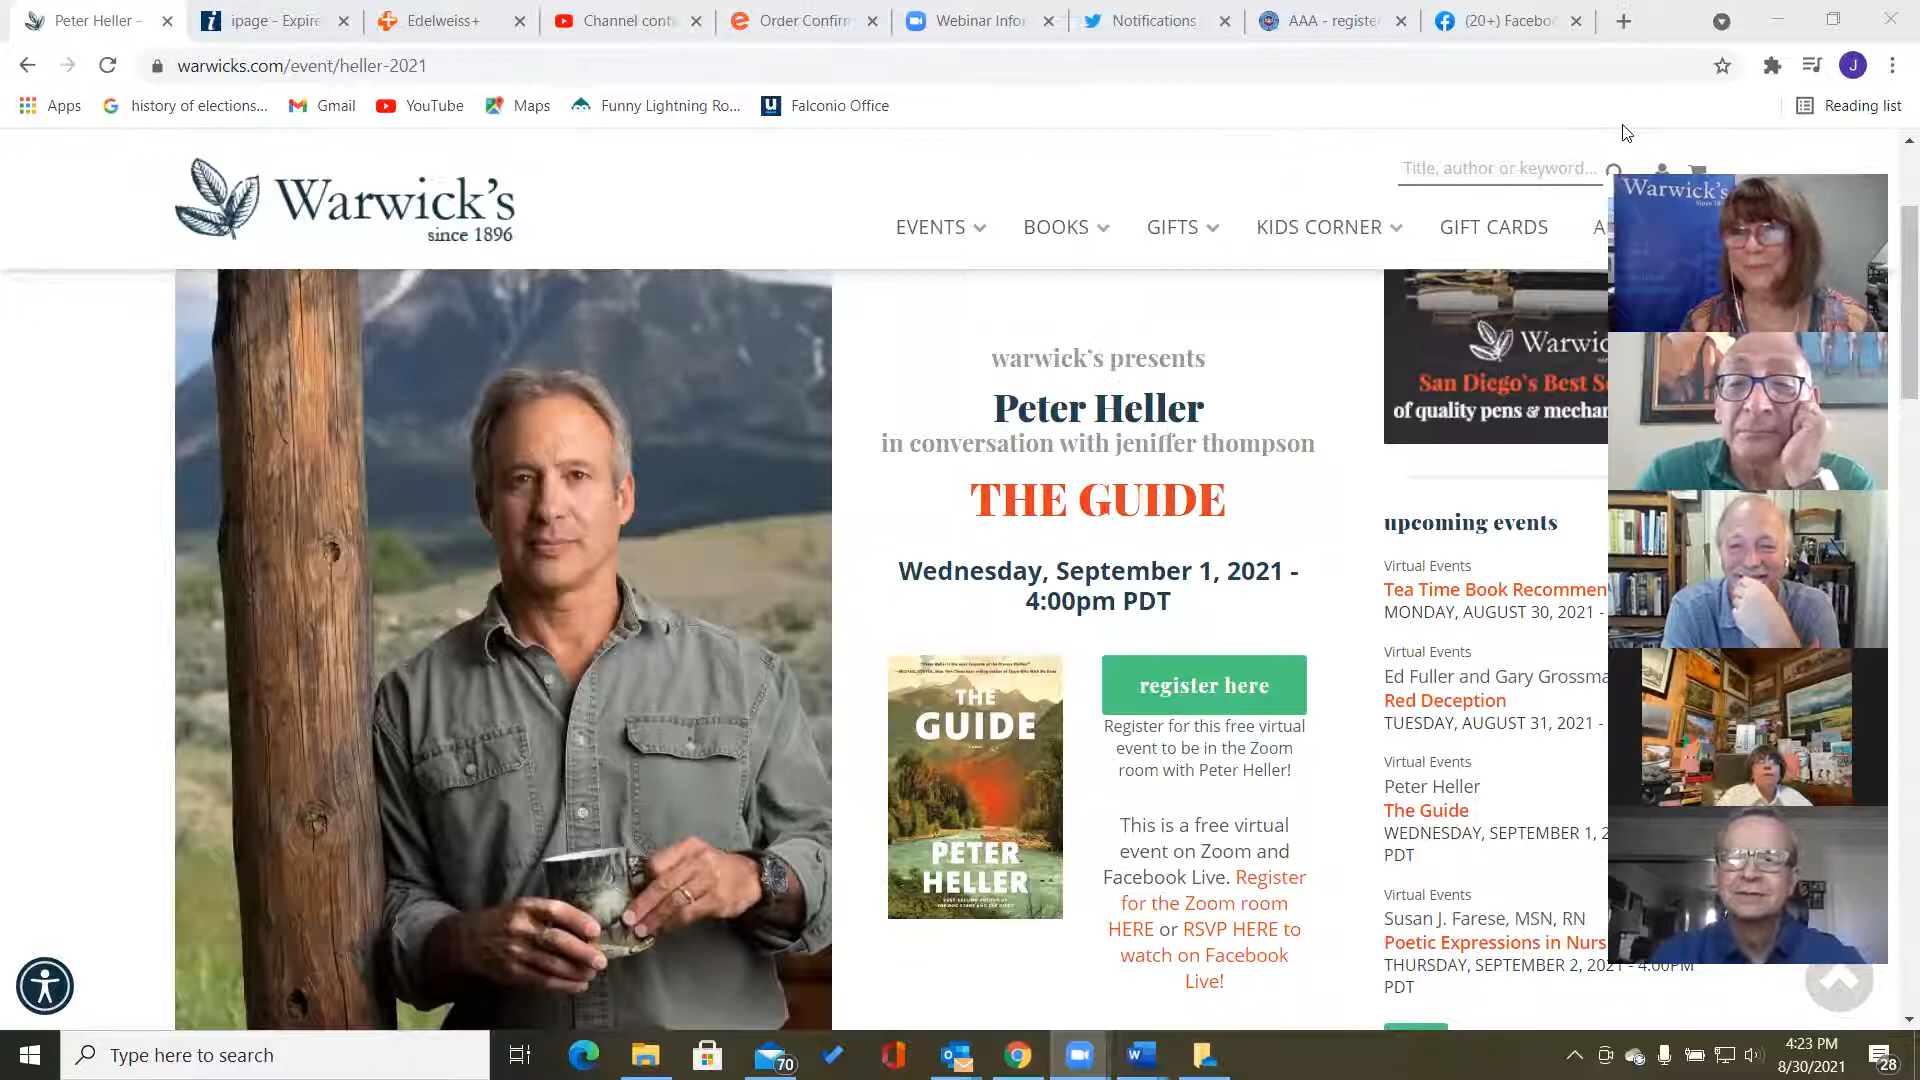 Peter Heller -
ipage - Expire
Edelweiss+
Channel cont
Order Confirm
Webinar Info
Notifications
AAA - registe
(20+) Facebo
warwicks.com/event/heller-2021
J
Apps
history of elections...
Gmail
YouTube
Maps
Funny Lightning Ro...
Falconio Office
Reading list
Warwick's
since 1896
Title, author or keyword...
EVENTS
BOOKS
GIFTS
KIDS CORNER
GIFT CARDS
A
Warwick's
warwick's presents
Peter Heller
in conversation with jeniffer thompson
THE GUIDE
Wednesday, September 1, 2021 -
4:00pm PDT
THE
GUIDE
PETER
HELLER
register here
Register for this free virtual
event to be in the Zoom
room with Peter Heller!
This is a free virtual
event on Zoom and
Facebook Live. Register
for the Zoom room
HERE or RSVP HERE to
watch on Facebook
Live!
Warwic
San Diego's Best Se
of quality pens & mechan
upcoming events
Virtual Events
Tea Time Book Recommen
MONDAY, AUGUST 30, 2021 -
Virtual Events
Ed Fuller and Gary Grossma
Red Deception
TUESDAY, AUGUST 31, 2021 -
Virtual Events
Peter Heller
The Guide
WEDNESDAY, SEPTEMBER 1, 2
PDT
Virtual Events
Susan J. Farese, MSN, RN
Poetic Expressions in Nurs
THURSDAY, SEPTEMBER 2, 2021 - 4:00PM
PDT
Type here to search
70
4:23 PM
8/30/2021
28